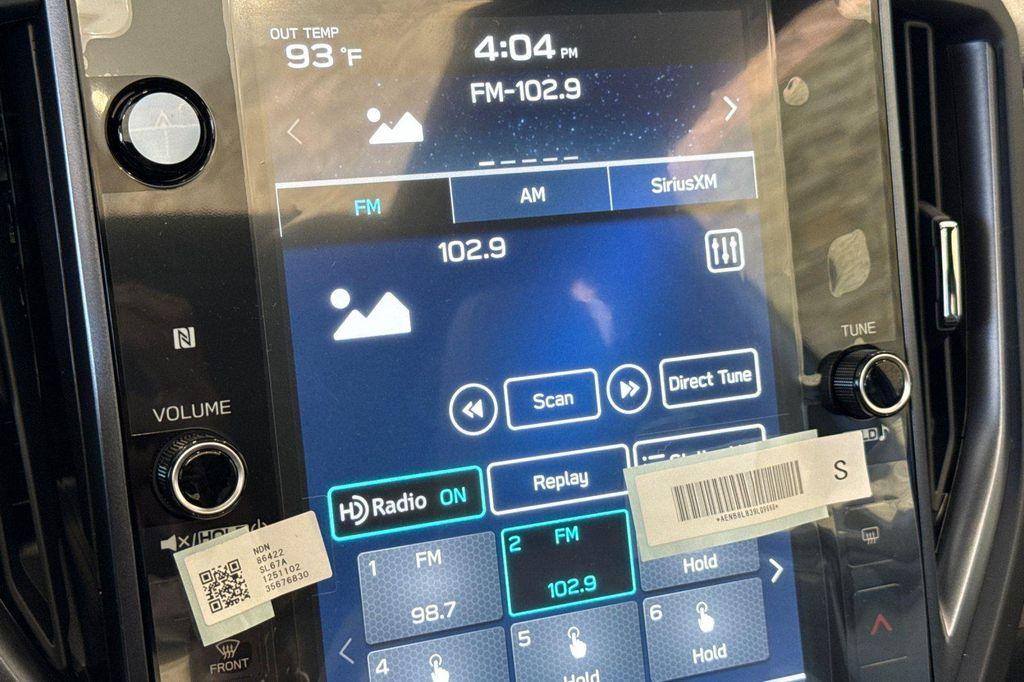 OUT TEMP
93 °F
4:04 PM
FM-102.9
FM
AM
SiriusXM
102.9
TUNE
VOLUME
Scan
Direct Tune
HD Radio ON
Replay
S
NDN
86422
SL67A
1251102
35676830
1
FM
98.7
2
FM
102.9
Hold
4
5
Hold
6
Hold
FRONT